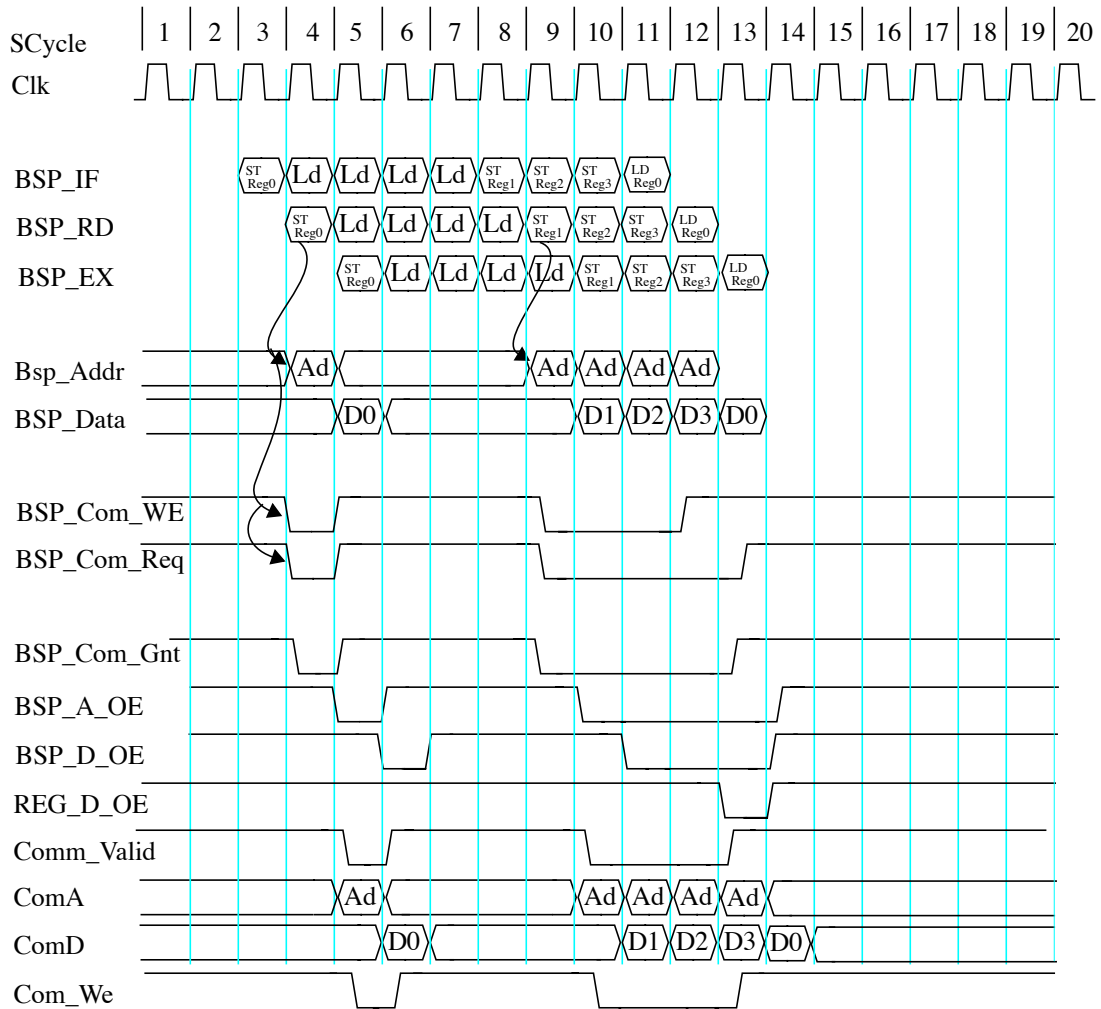 SCycle 1 2 3 4 5 6 7 8 9 10 11 12 13 14 15 16 17 18 19 20
Clk
BSP_IF ST Reg0 Ld Ld Ld Ld ST Reg1 ST Reg2 ST Reg3 LD Reg0
BSP_RD ST Reg0 Ld Ld Ld Ld ST Reg1 ST Reg2 ST Reg3 LD Reg0
BSP_EX ST Reg0 Ld Ld Ld Ld ST Reg1 ST Reg2 ST Reg3 LD Reg0
Bsp_Addr Ad Ad Ad Ad Ad
BSP_Data D0 D1 D2 D3 D0
BSP_Com_WE
BSP_Com_Req
BSP_Com_Gnt
BSP_A_OE
BSP_D_OE
REG_D_OE
Comm_Valid
ComA Ad Ad Ad Ad Ad
ComD D0 D1 D2 D3 D0
Com_We